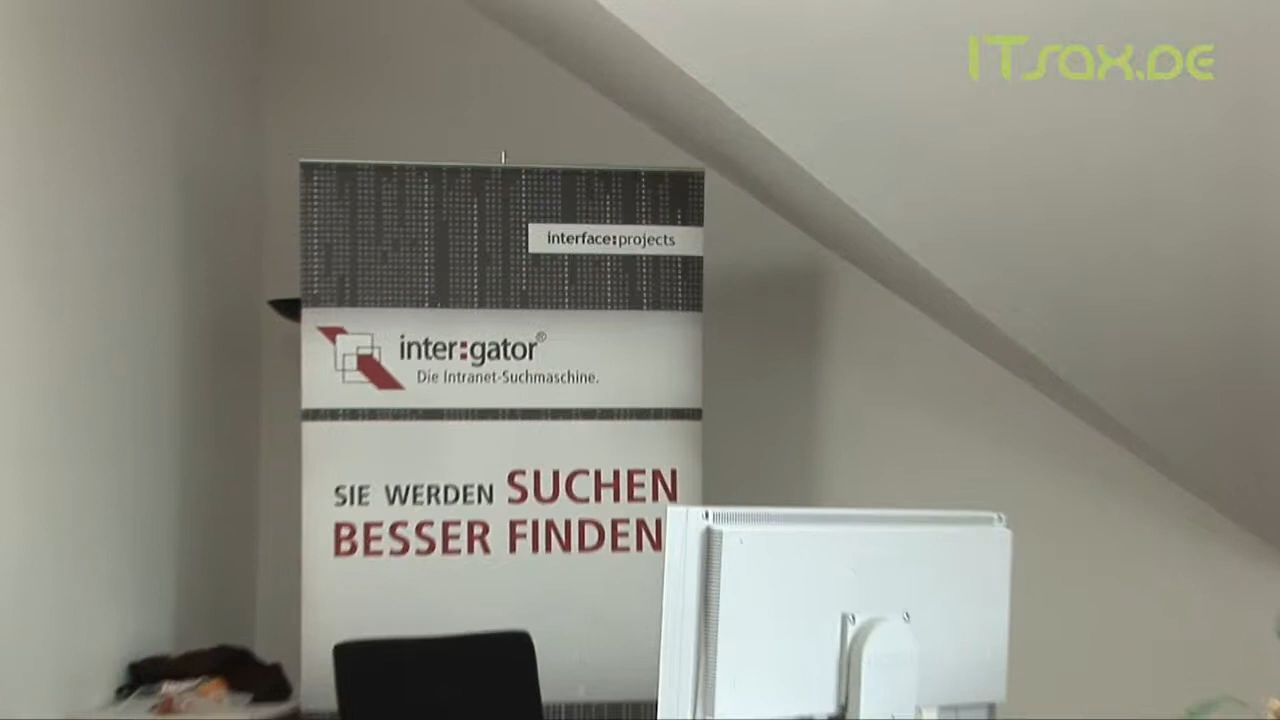 ITsax.DE
interface:projects
inter:gator®
Die Intranet-Suchmaschine.
SIE WERDEN SUCHEN
BESSER FINDEN